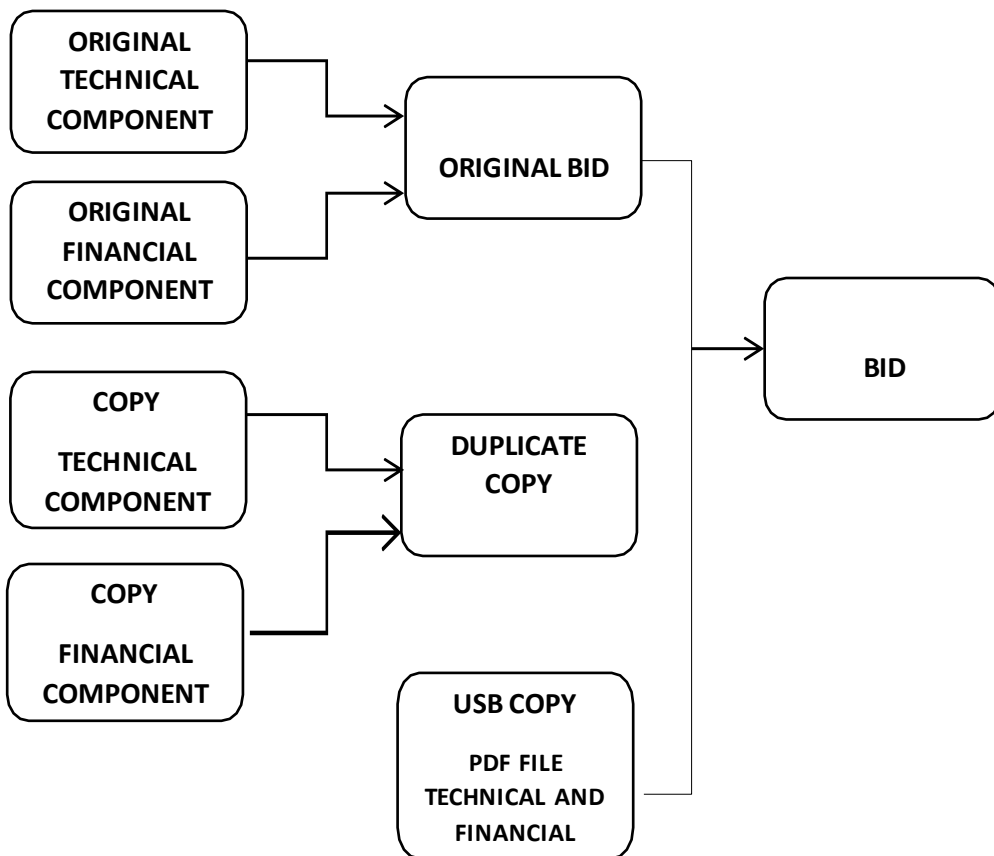 ORIGINAL
TECHNICAL
COMPONENT
ORIGINAL
FINANCIAL
COMPONENT
COPY
TECHNICAL
COMPONENT
COPY
FINANCIAL
COMPONENT
ORIGINAL BID
DUPLICATE
COPY
USB COPY
PDF FILE
TECHNICAL AND
FINANCIAL
BID